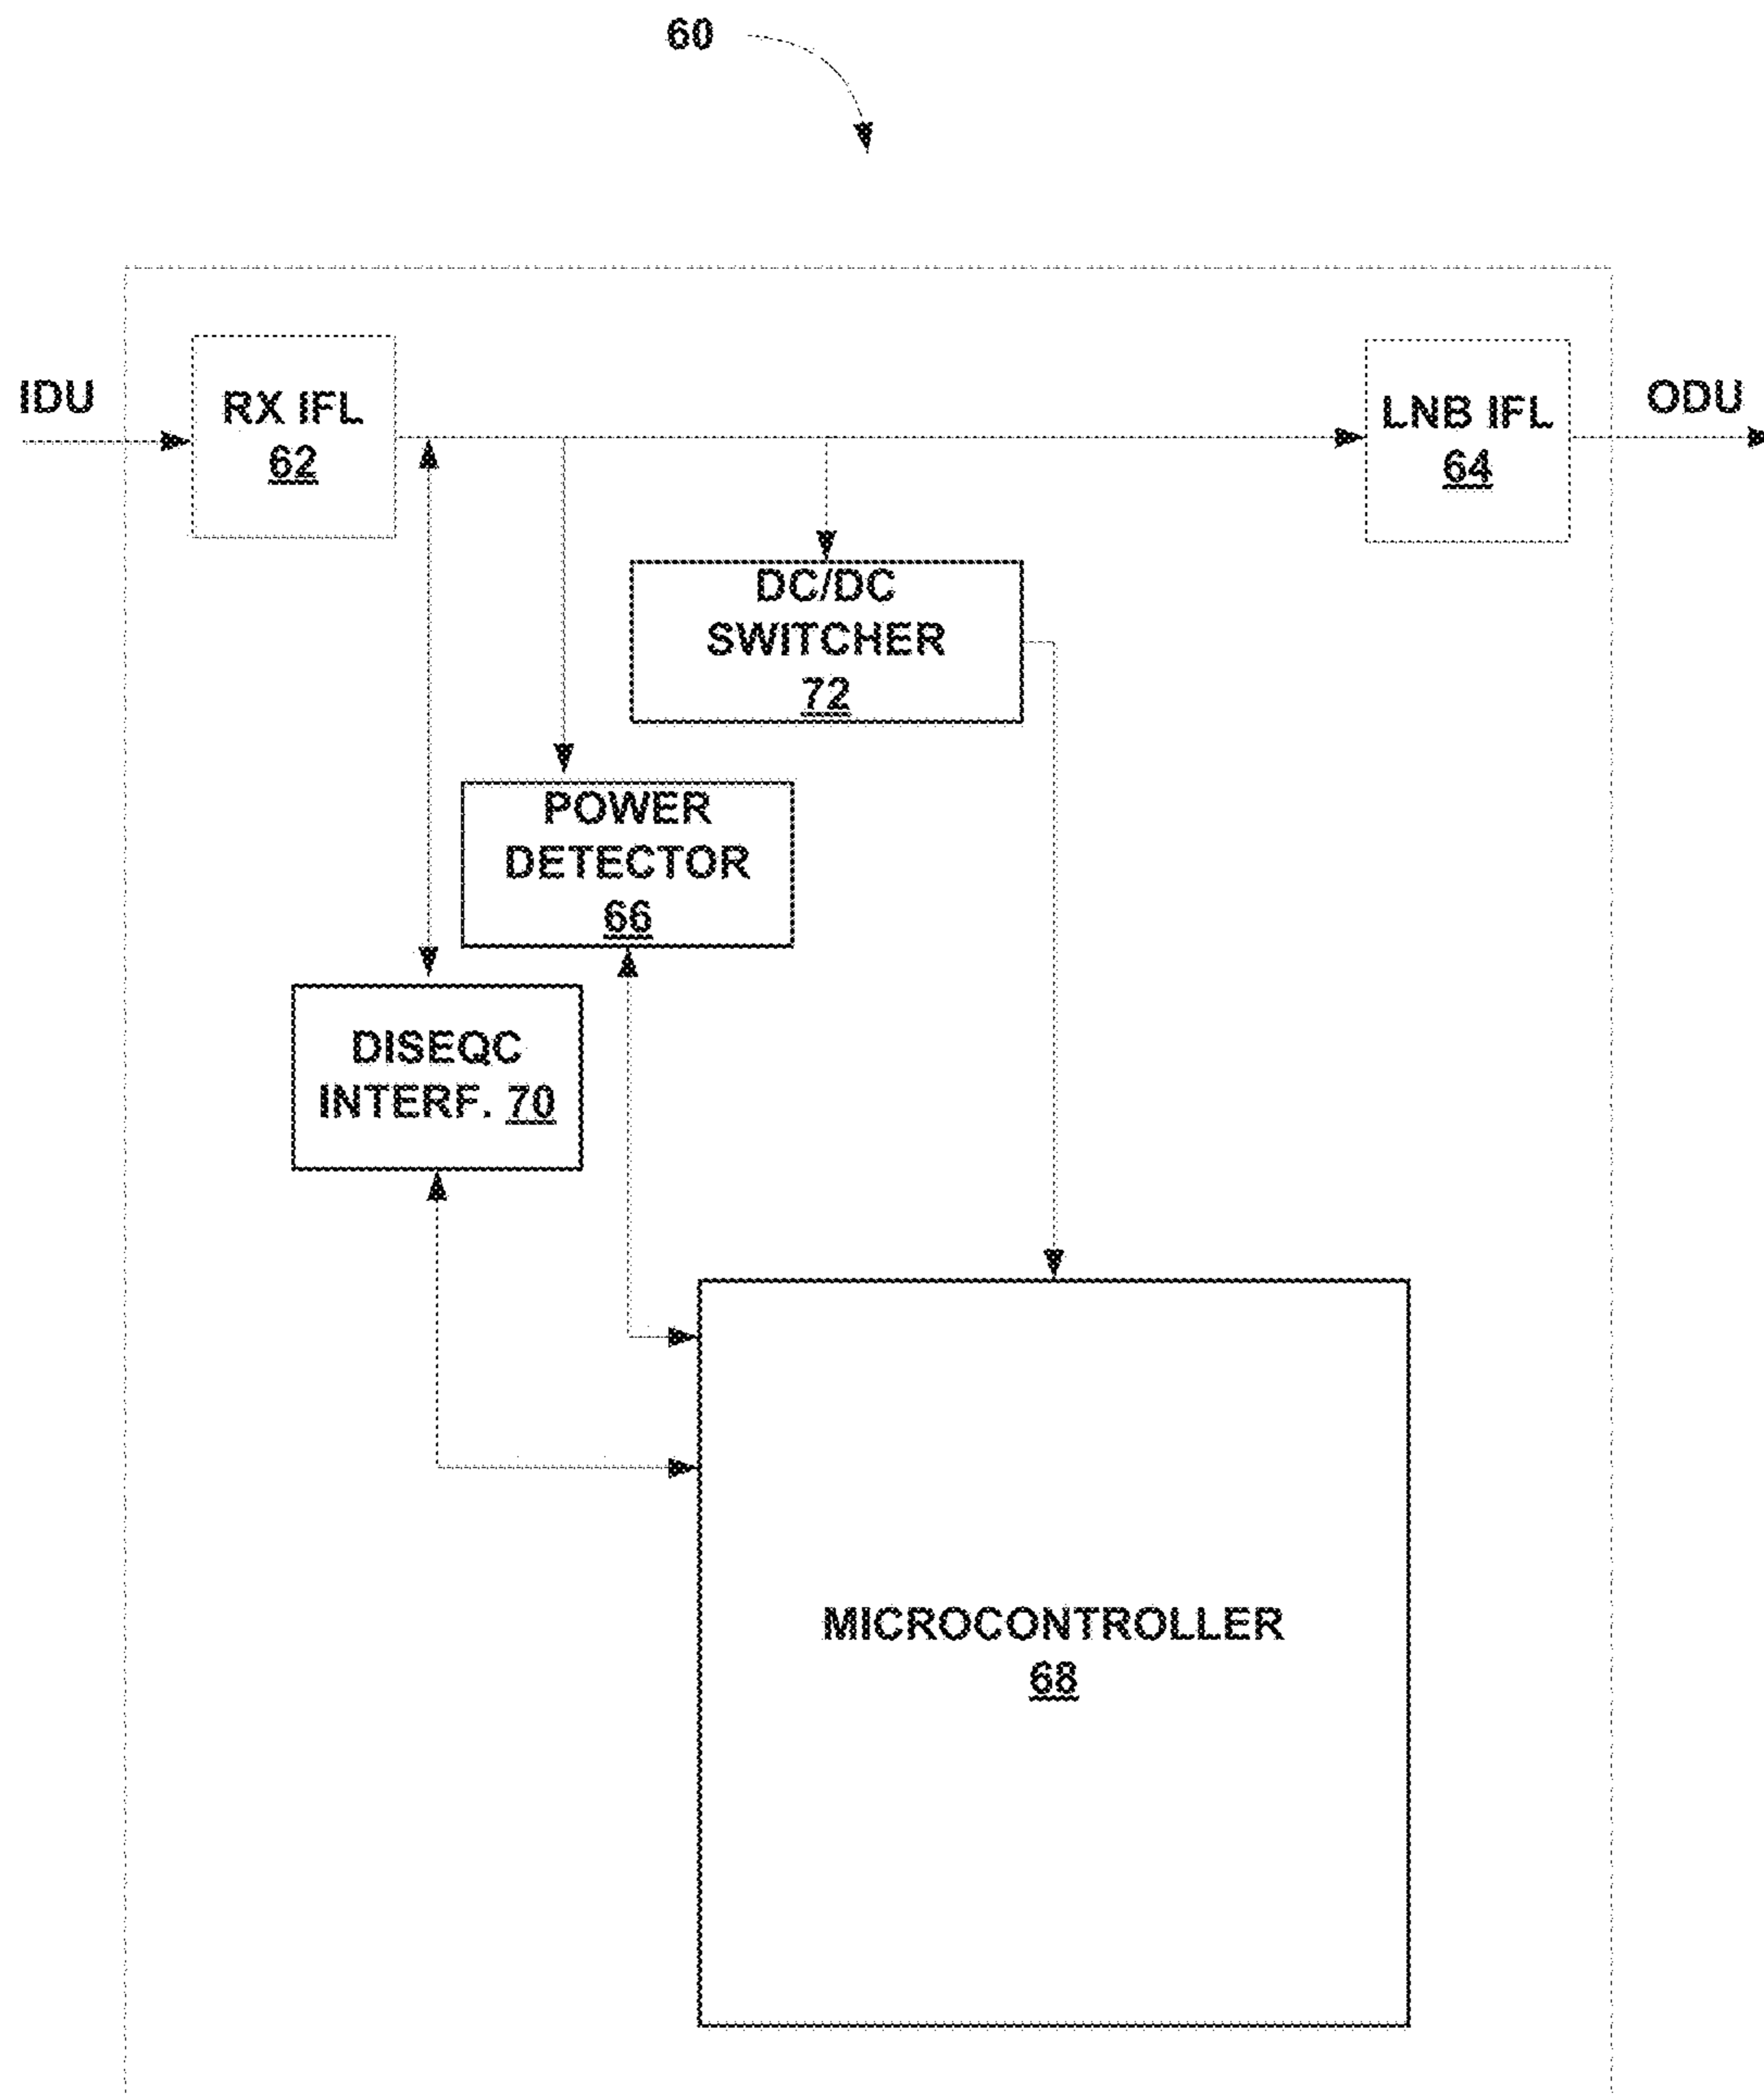 60
IDU
RX IFL
62
LNB IFL
64
ODU
DC/DC
SWITCHER
72
POWER
DETECTOR
66
DISEQC
INTERF. 70
MICROCONTROLLER
68